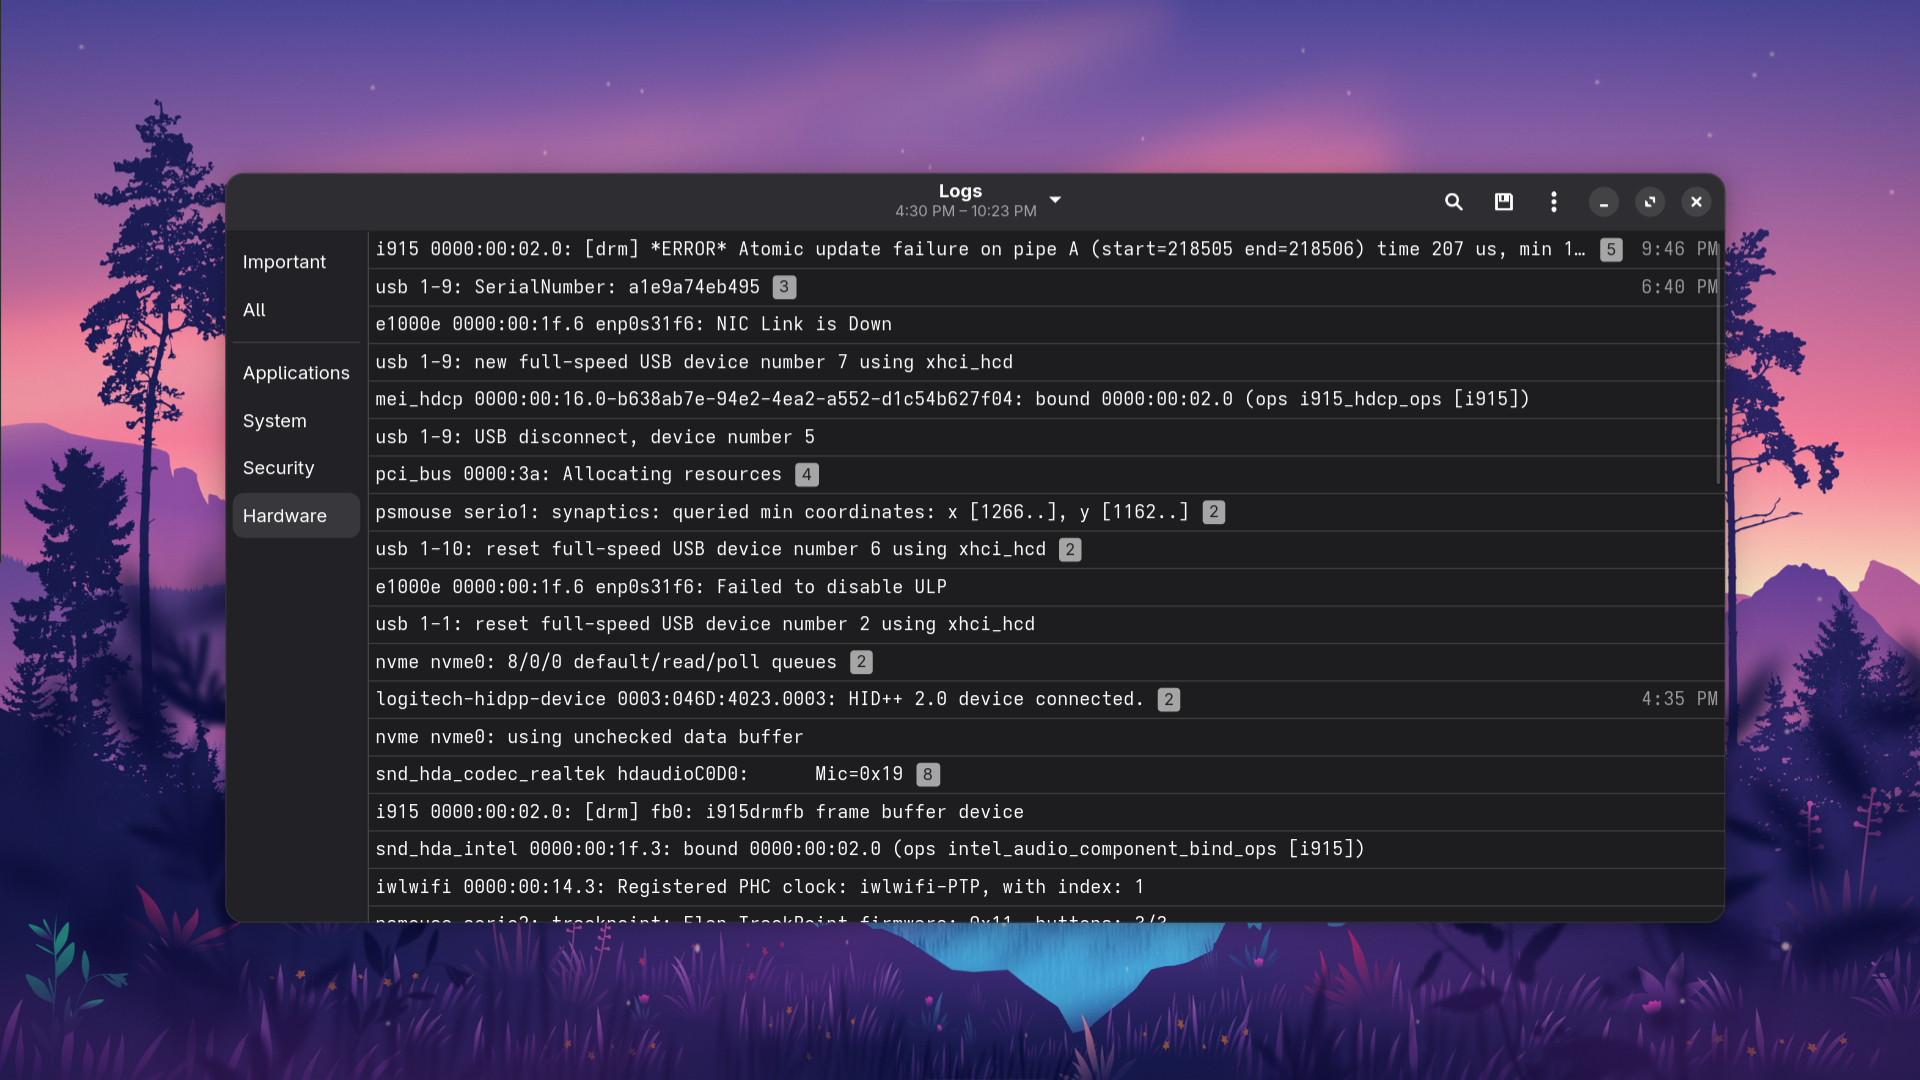 Logs
4:30 PM – 10:23 PM
Important
All
Applications
System
Security
Hardware
i915 0000:00:02.0: [drm] *ERROR* Atomic update failure on pipe A (start=218505 end=218506) time 207 us, min 1… 5 9:46 PM
usb 1-9: SerialNumber: a1e9a74eb495 3 6:40 PM
e1000e 0000:00:1f.6 enp0s31f6: NIC Link is Down
usb 1-9: new full-speed USB device number 7 using xhci_hcd
mei_hdcp 0000:00:16.0-b638ab7e-94e2-4ea2-a552-d1c54b627f04: bound 0000:00:02.0 (ops i915_hdcp_ops [i915])
usb 1-9: USB disconnect, device number 5
pci_bus 0000:3a: Allocating resources 4
psmouse serio1: synaptics: queried min coordinates: x [1266..], y [1162..] 2
usb 1-10: reset full-speed USB device number 6 using xhci_hcd 2
e1000e 0000:00:1f.6 enp0s31f6: Failed to disable ULP
usb 1-1: reset full-speed USB device number 2 using xhci_hcd
nvme nvme0: 8/0/0 default/read/poll queues 2
logitech-hidpp-device 0003:046D:4023.0003: HID++ 2.0 device connected. 2 4:35 PM
nvme nvme0: using unchecked data buffer
snd_hda_codec_realtek hdaudioC0D0:      Mic=0x19 8
i915 0000:00:02.0: [drm] fb0: i915drmfb frame buffer device
snd_hda_intel 0000:00:1f.3: bound 0000:00:02.0 (ops intel_audio_component_bind_ops [i915])
iwlwifi 0000:00:14.3: Registered PHC clock: iwlwifi-PTP, with index: 1
psmouse serio2: trackpoint: Elan TrackPoint firmware: 0x11, buttons: 3/3